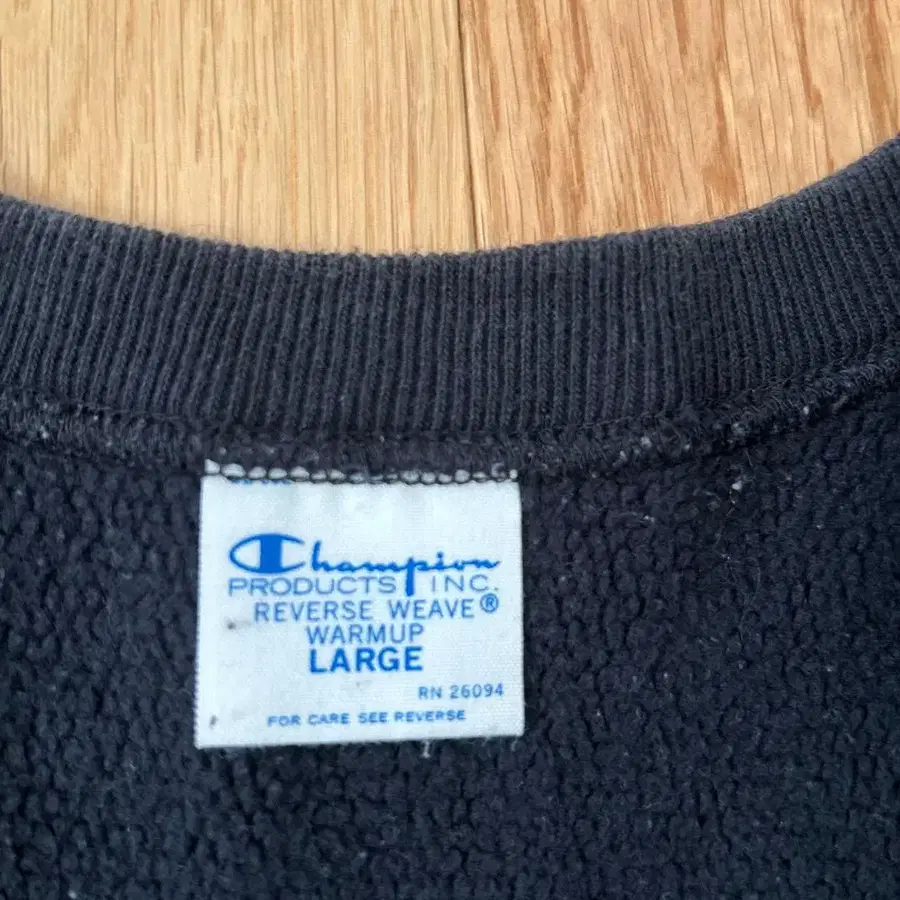 Champion
PRODUCTS INC.
REVERSE WEAVE®
WARMUP
LARGE
RN 26094
FOR CARE SEE REVERSE